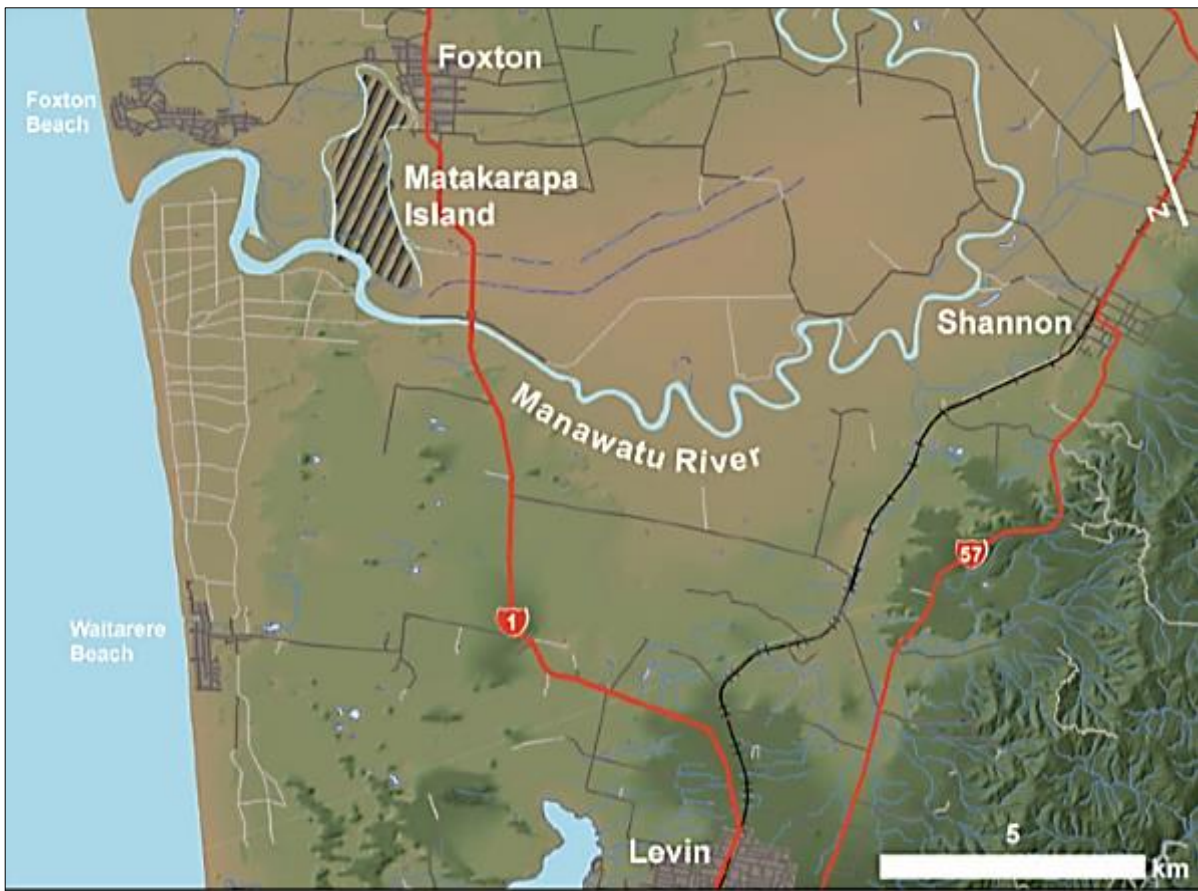 Foxton
Foxton
Beach
Matakarapa
Island
N
Shannon
Manawatu River
57
1
Waitarere
Beach
5
Levin
km